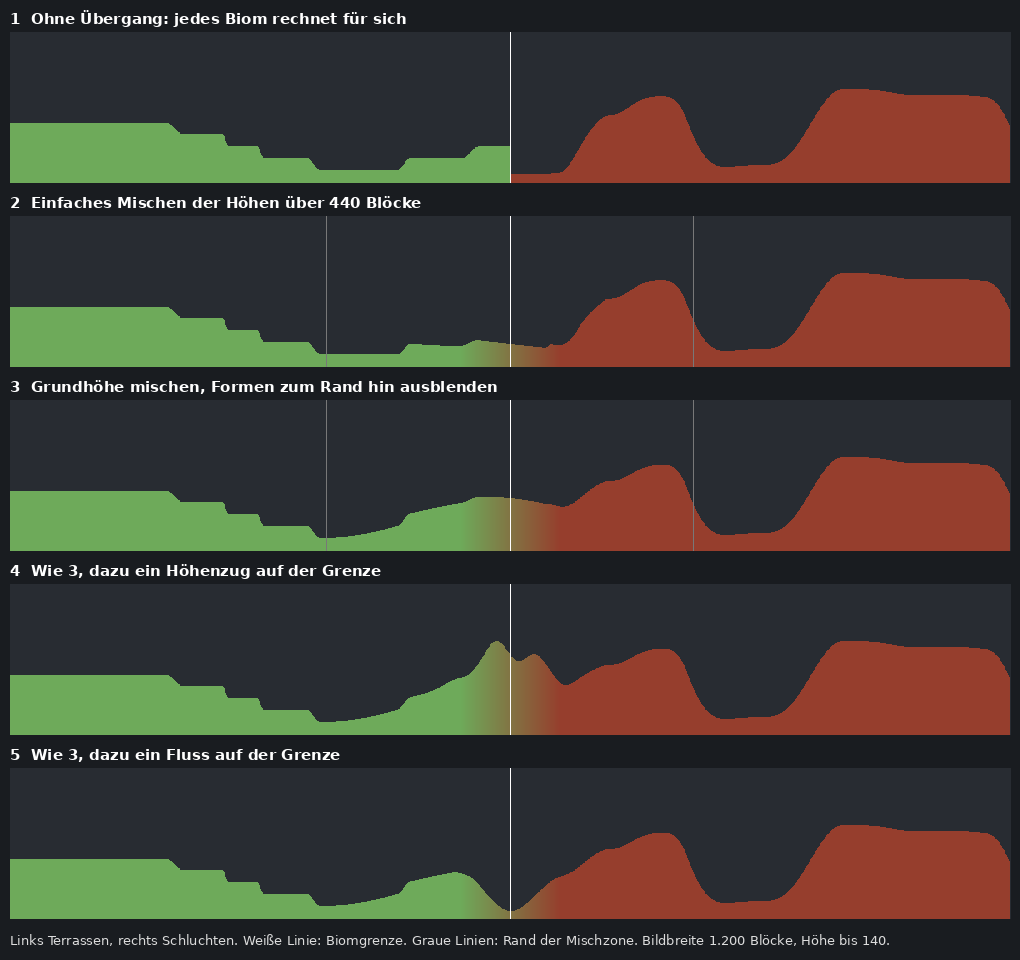 1 Ohne Übergang: jedes Biom rechnet für sich
2 Einfaches Mischen der Höhen über 440 Blöcke
3 Grundhöhe mischen, Formen zum Rand hin ausblenden
4 Wie 3, dazu ein Höhenzug auf der Grenze
5 Wie 3, dazu ein Fluss auf der Grenze
Links Terrassen, rechts Schluchten. Weiße Linie: Biomgrenze. Graue Linien: Rand der Mischzone. Bildbreite 1.200 Blöcke, Höhe bis 140.